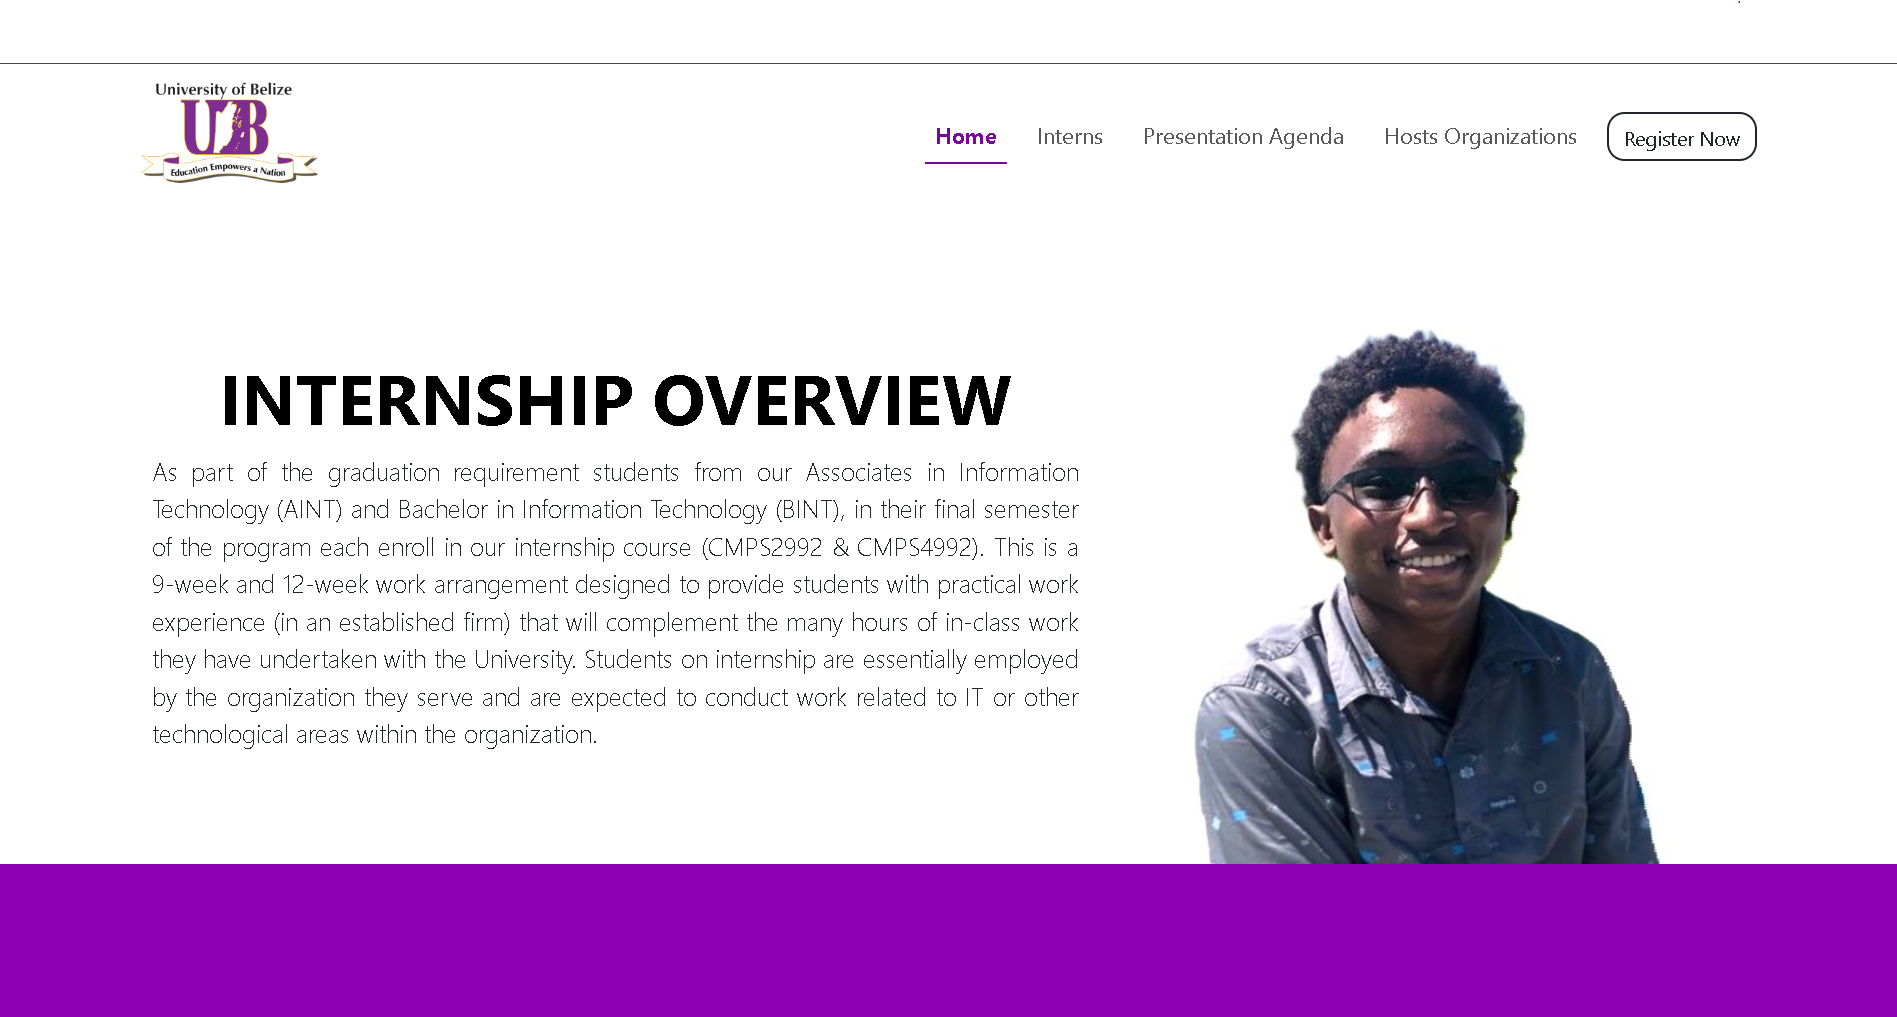 University of Belize
UB
Education Empowers a Nation
Home
Interns
Presentation Agenda
Hosts Organizations
Register Now
INTERNSHIP OVERVIEW
As part of the graduation requirement students from our Associates in Information
Technology (AINT) and Bachelor in Information Technology (BINT), in their final semester
of the program each enroll in our internship course (CMPS2992 & CMPS4992). This is a
9-week and 12-week work arrangement designed to provide students with practical work
experience (in an established firm) that will complement the many hours of in-class work
they have undertaken with the University. Students on internship are essentially employed
by the organization they serve and are expected to conduct work related to IT or other
technological areas within the organization.